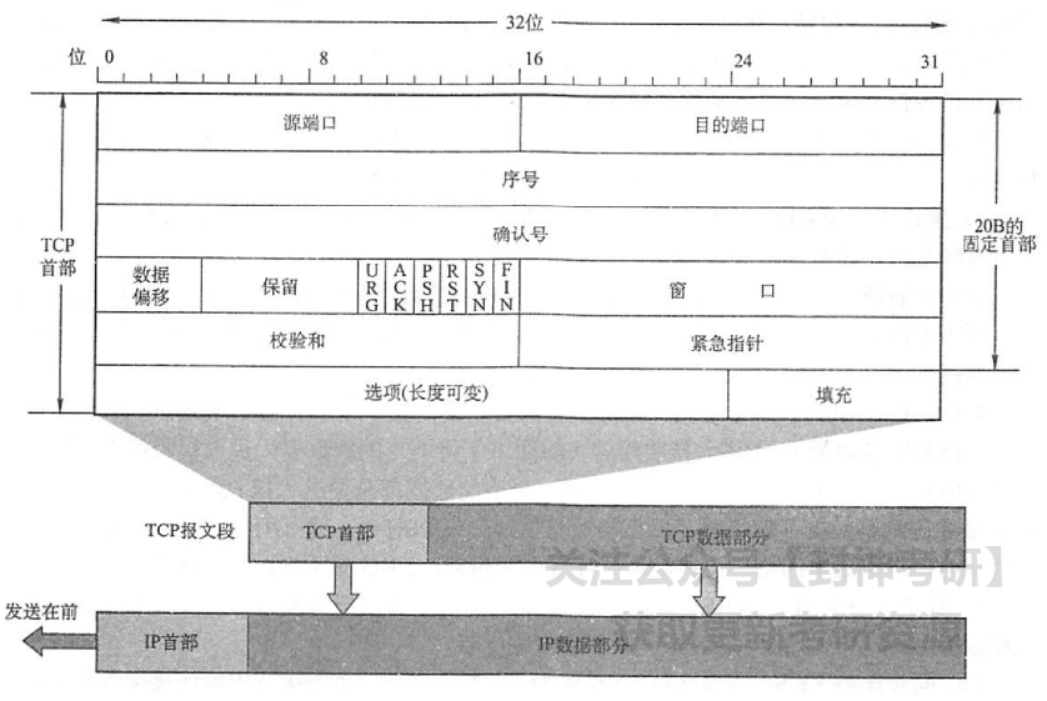 32位
位 0 8 16 24 31
源端口 目的端口
序号
确认号
TCP
首部
20B的
固定首部
数据
偏移
保留
URG ACK PSH RST SYN FIN
窗 口
校验和 紧急指针
选项(长度可变) 填充
TCP报文段 TCP首部 TCP数据部分
关注公众号【封神考研】
发送在前
IP首部 IP数据部分
获取更新考研资源